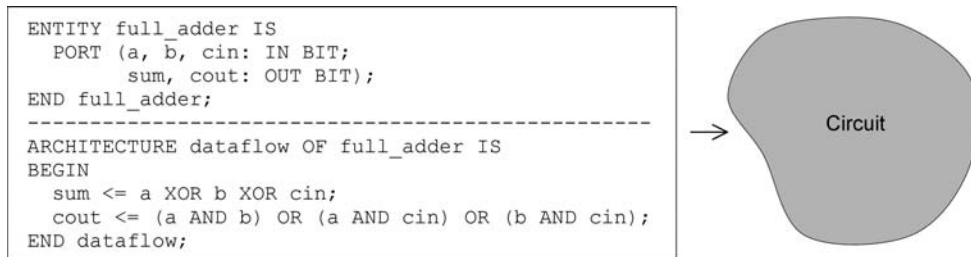 ENTITY full_adder IS
PORT (a, b, cin: IN BIT;
sum, cout: OUT BIT);
END full_adder;
--------------------------------------------------
ARCHITECTURE dataflow OF full_adder IS
BEGIN
sum <= a XOR b XOR cin;
cout <= (a AND b) OR (a AND cin) OR (b AND cin);
END dataflow;
Circuit